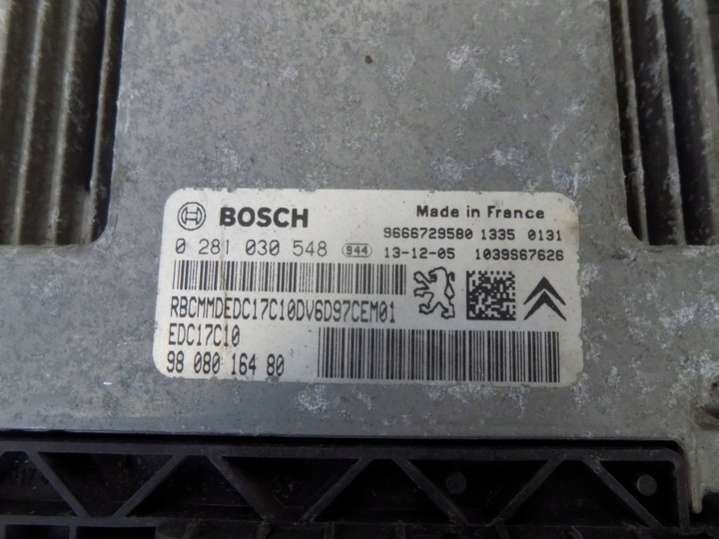 BOSCH
Made in France
9666729580 1335 0131
0 281 030 548 944 13-12-05 1039S67626
RBCMMDEDC17C10DV6D97CEM01
EDC17C10
98 080 164 80